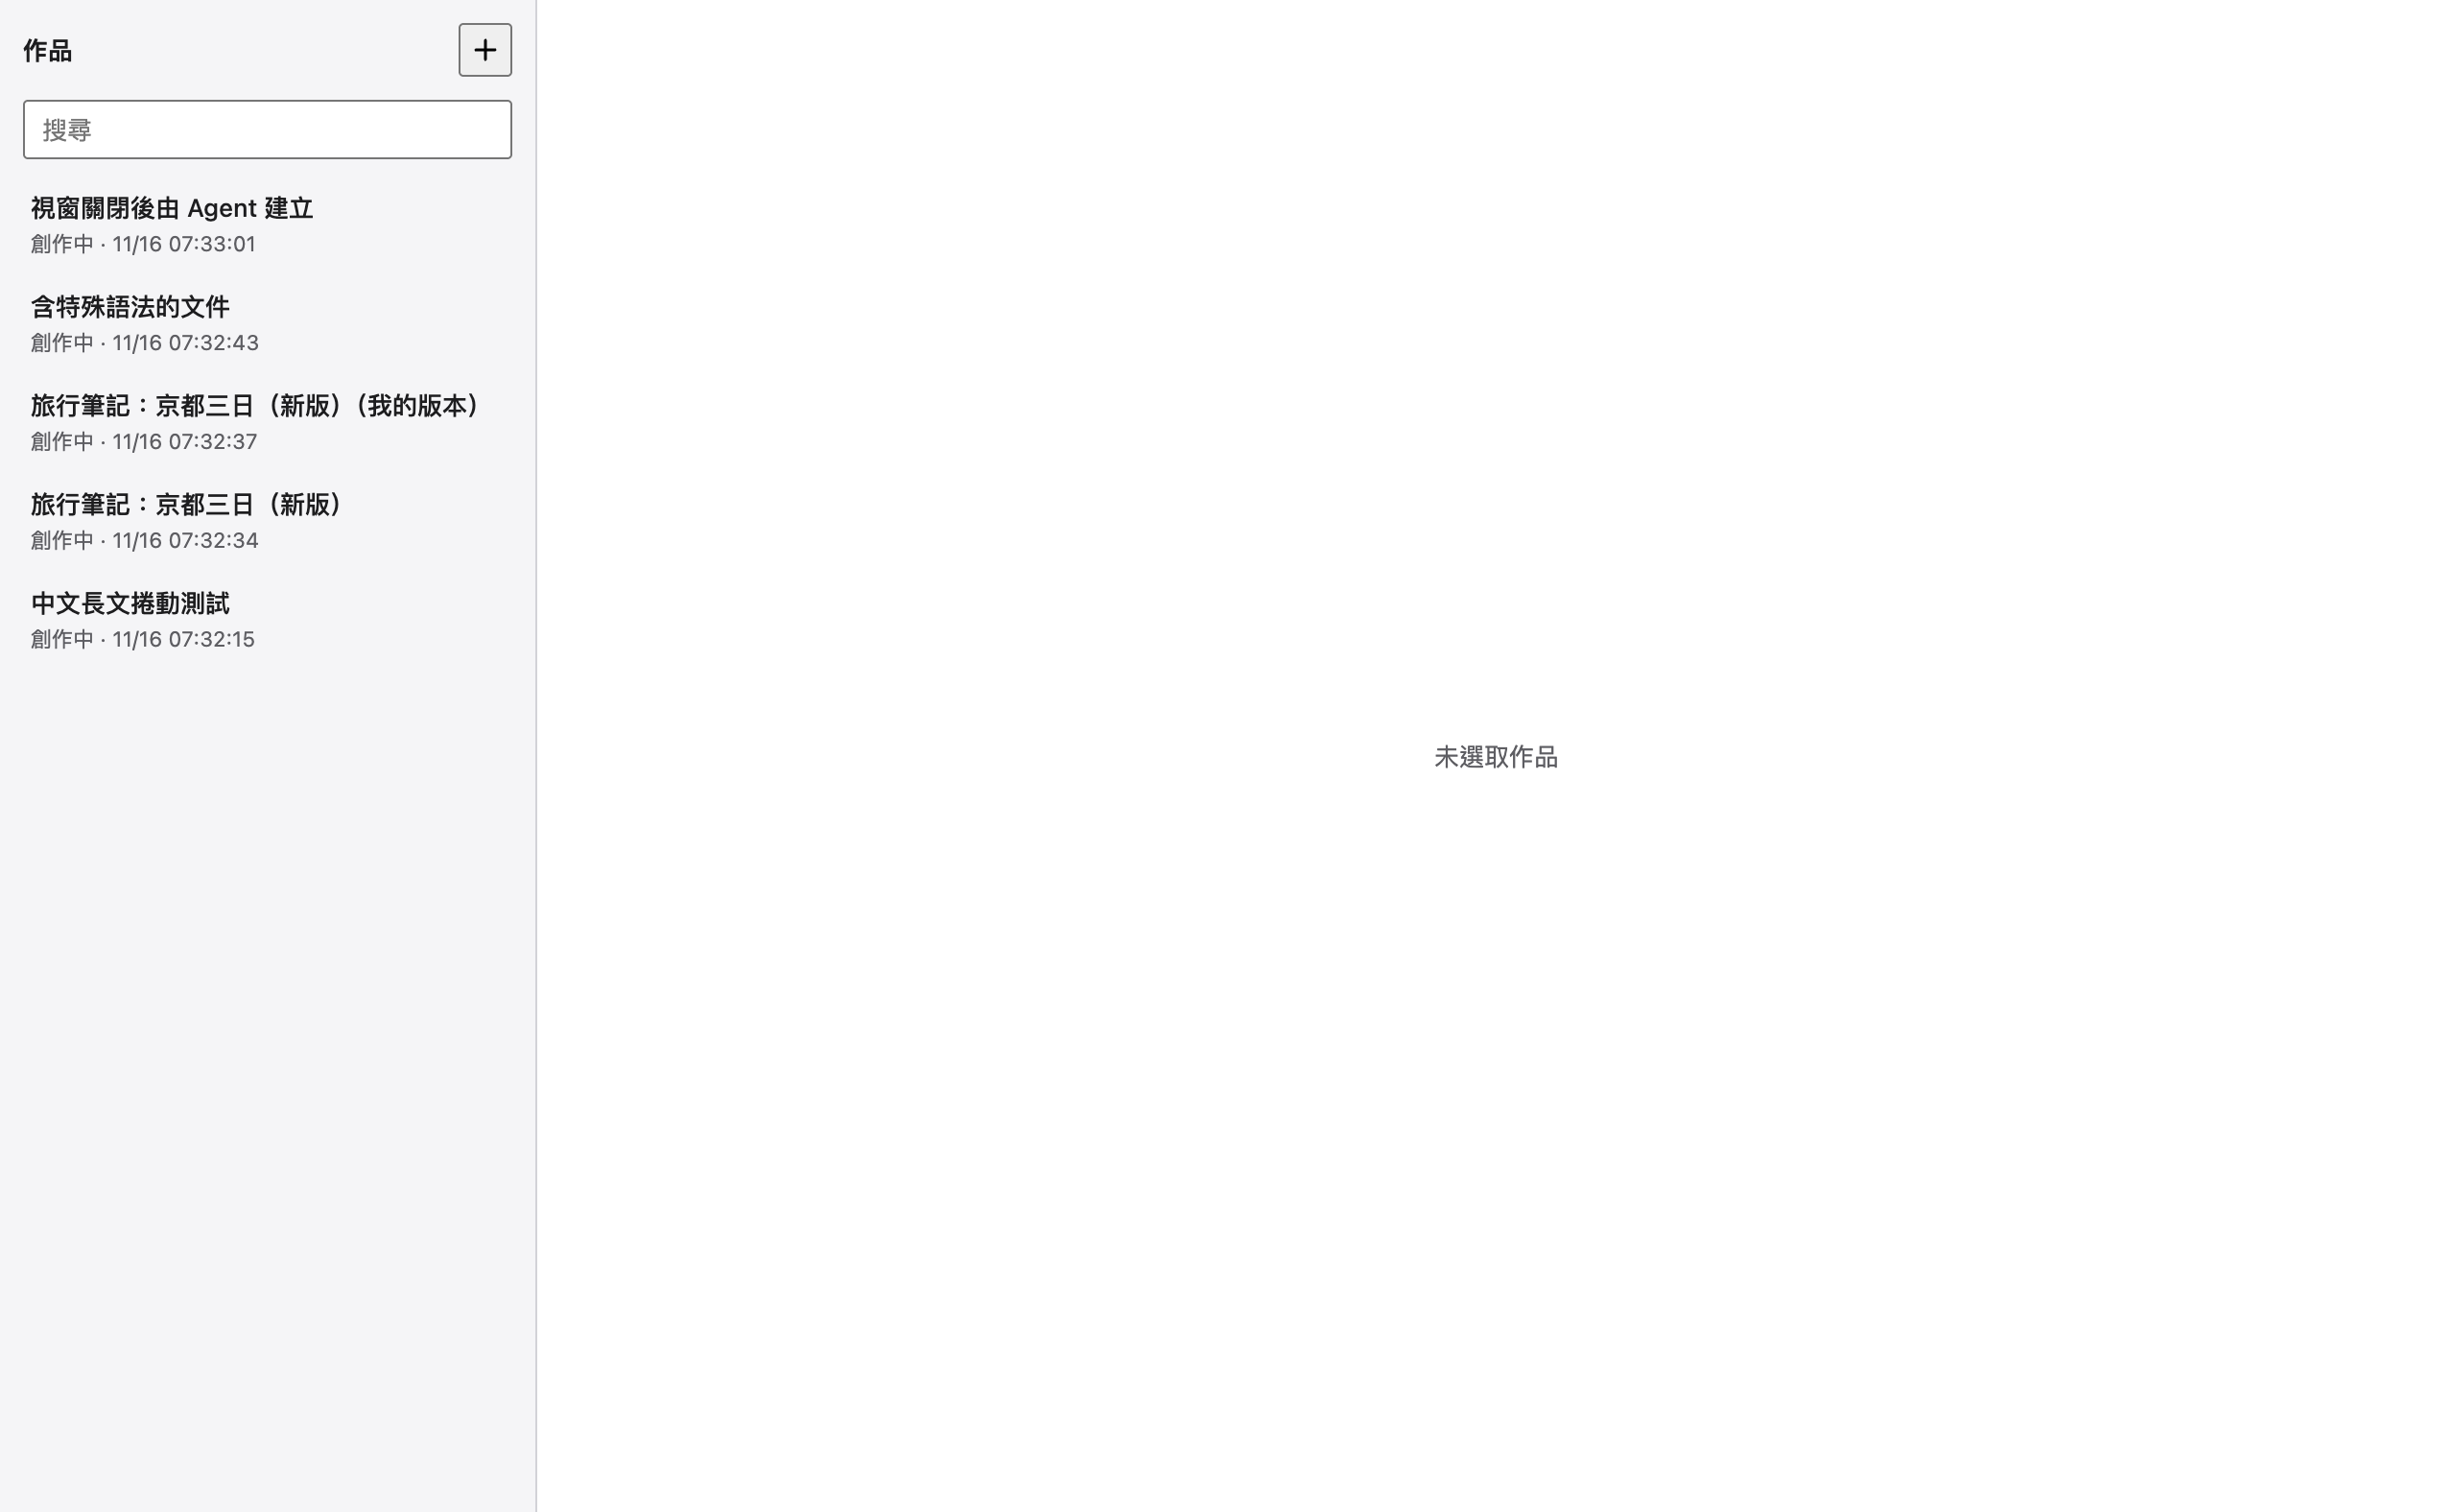 作品
搜尋
視窗關閉後由 Agent 建立
創作中 · 11/16 07:33:01
含特殊語法的文件
創作中 · 11/16 07:32:43
旅行筆記：京都三日（新版）（我的版本）
創作中 · 11/16 07:32:37
旅行筆記：京都三日（新版）
創作中 · 11/16 07:32:34
中文長文捲動測試
創作中 · 11/16 07:32:15
未選取作品